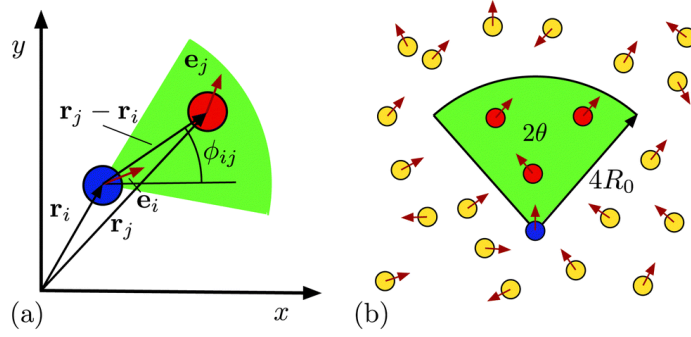 y
e_j
r_j − r_i
ϕ_ij
e_i
r_i
r_j
(a)
x
2θ
4R_0
(b)